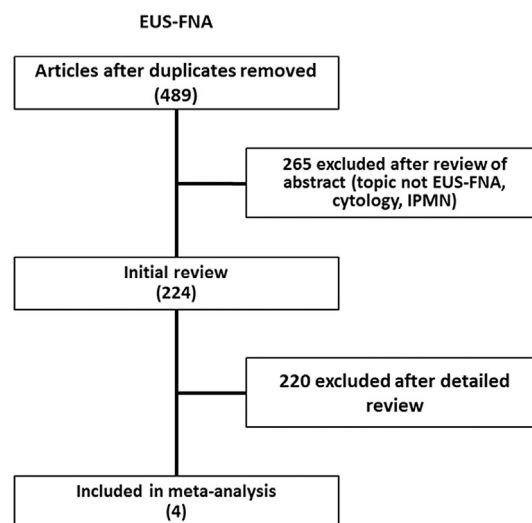 EUS-FNA
Articles after duplicates removed
(489)
265 excluded after review of
abstract (topic not EUS-FNA,
cytology, IPMN)
Initial review
(224)
220 excluded after detailed
review
Included in meta-analysis
(4)